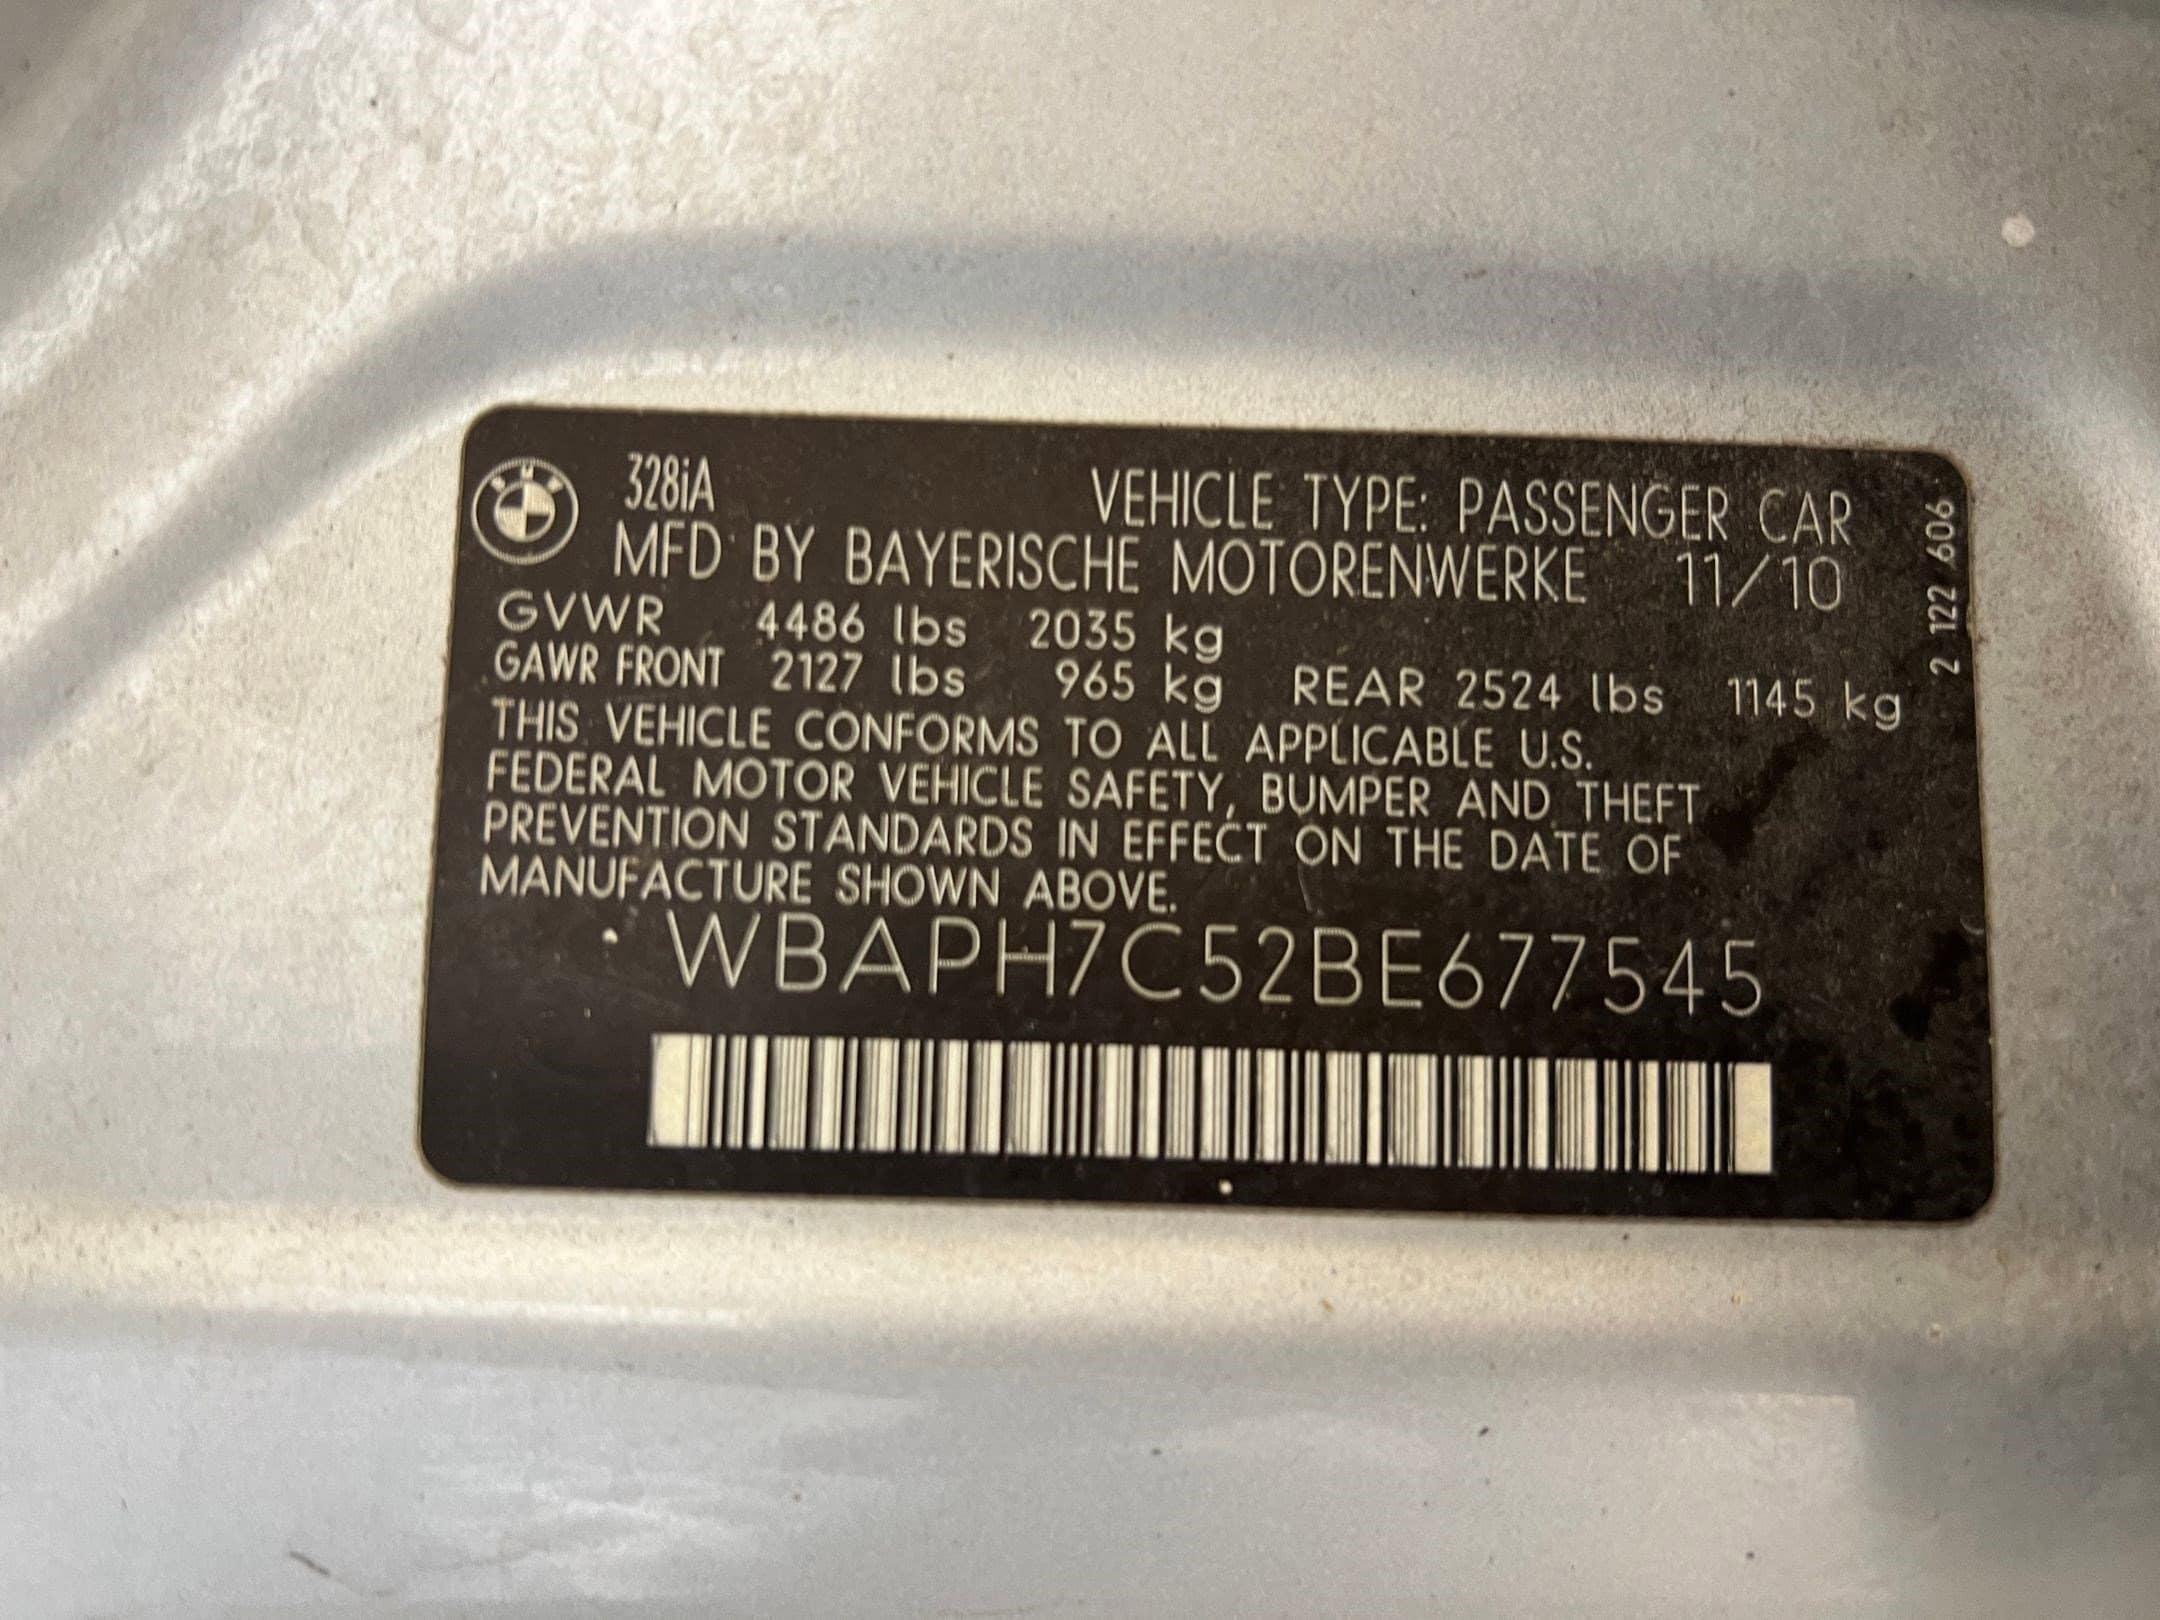 BMW
328iA VEHICLE TYPE: PASSENGER CAR
MFD BY BAYERISCHE MOTORENWERKE 11/10
GVWR 4486 lbs 2035 kg
GAWR FRONT 2127 lbs 965 kg REAR 2524 lbs 1145 kg
THIS VEHICLE CONFORMS TO ALL APPLICABLE U.S.
FEDERAL MOTOR VEHICLE SAFETY, BUMPER AND THEFT
PREVENTION STANDARDS IN EFFECT ON THE DATE OF
MANUFACTURE SHOWN ABOVE.
WBAPH7C52BE677545
2 122 606